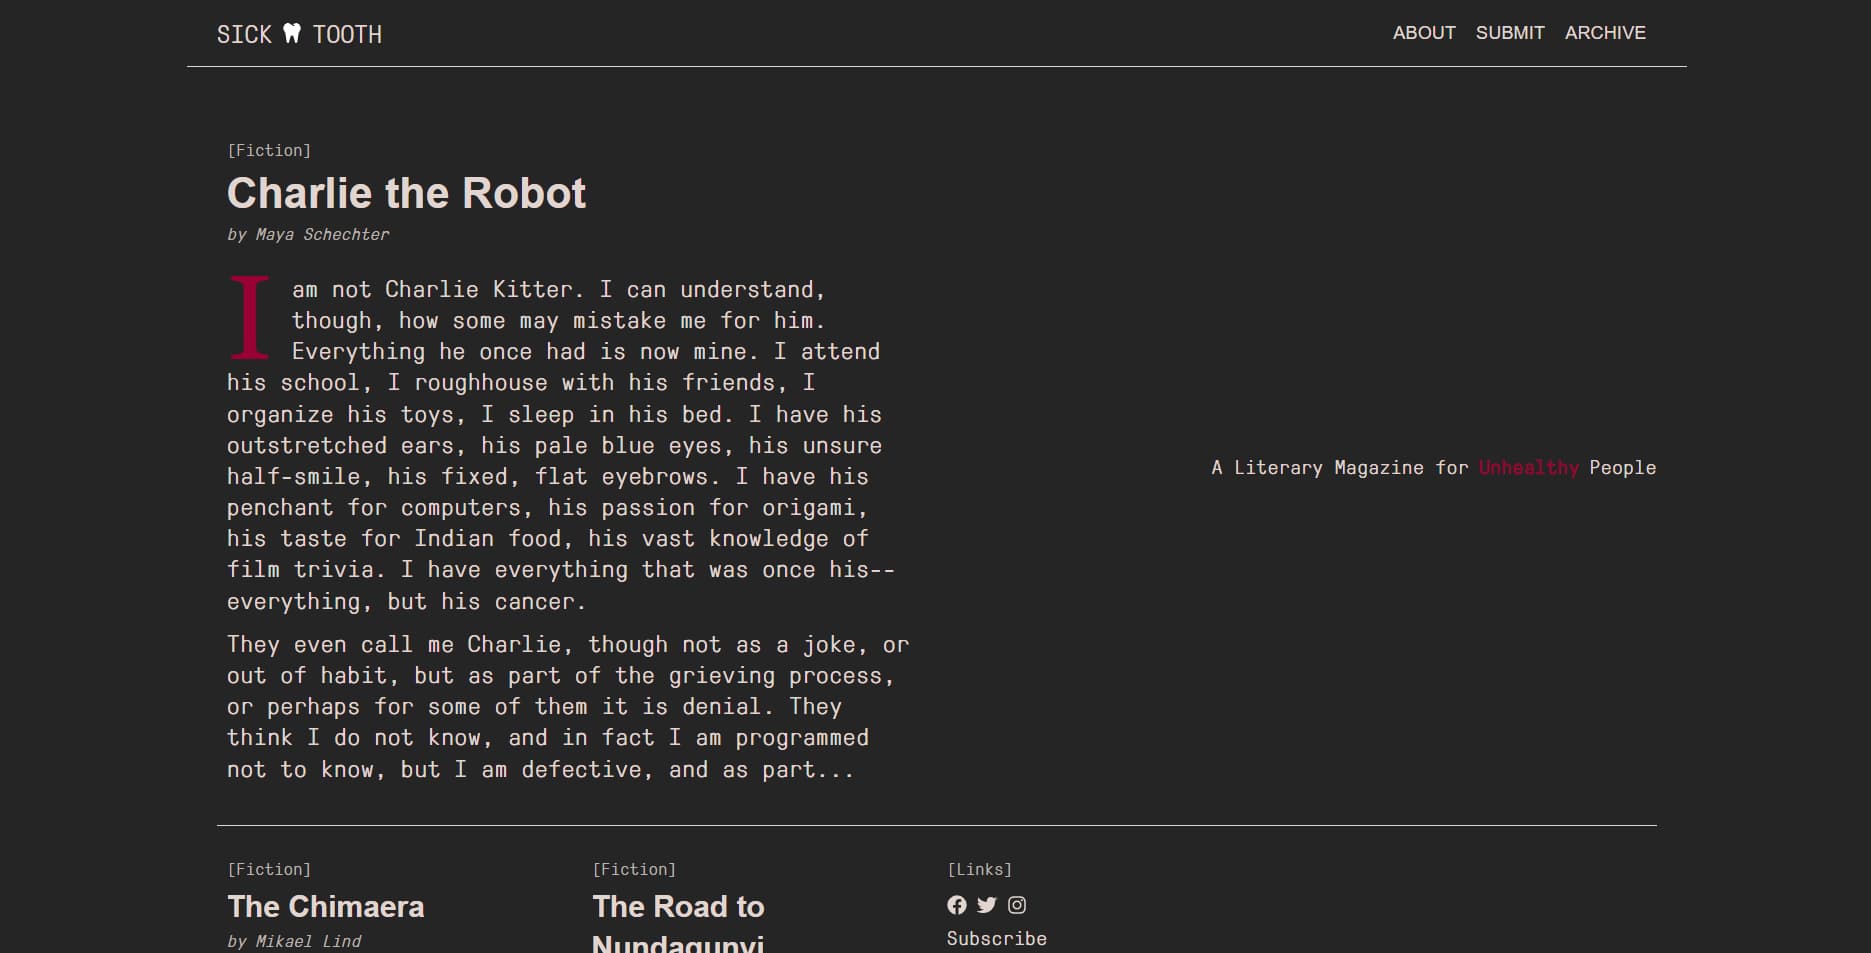 SICK TOOTH
ABOUT SUBMIT ARCHIVE
[Fiction]
Charlie the Robot
by Maya Schechter
I am not Charlie Kitter. I can understand,
though, how some may mistake me for him.
Everything he once had is now mine. I attend
his school, I roughhouse with his friends, I
organize his toys, I sleep in his bed. I have his
outstretched ears, his pale blue eyes, his unsure
half-smile, his fixed, flat eyebrows. I have his
penchant for computers, his passion for origami,
his taste for Indian food, his vast knowledge of
film trivia. I have everything that was once his--
everything, but his cancer.
They even call me Charlie, though not as a joke, or
out of habit, but as part of the grieving process,
or perhaps for some of them it is denial. They
think I do not know, and in fact I am programmed
not to know, but I am defective, and as part...
A Literary Magazine for Unhealthy People
[Fiction]
The Chimaera
by Mikael Lind
[Fiction]
The Road to
Nundagunyi
[Links]
Subscribe